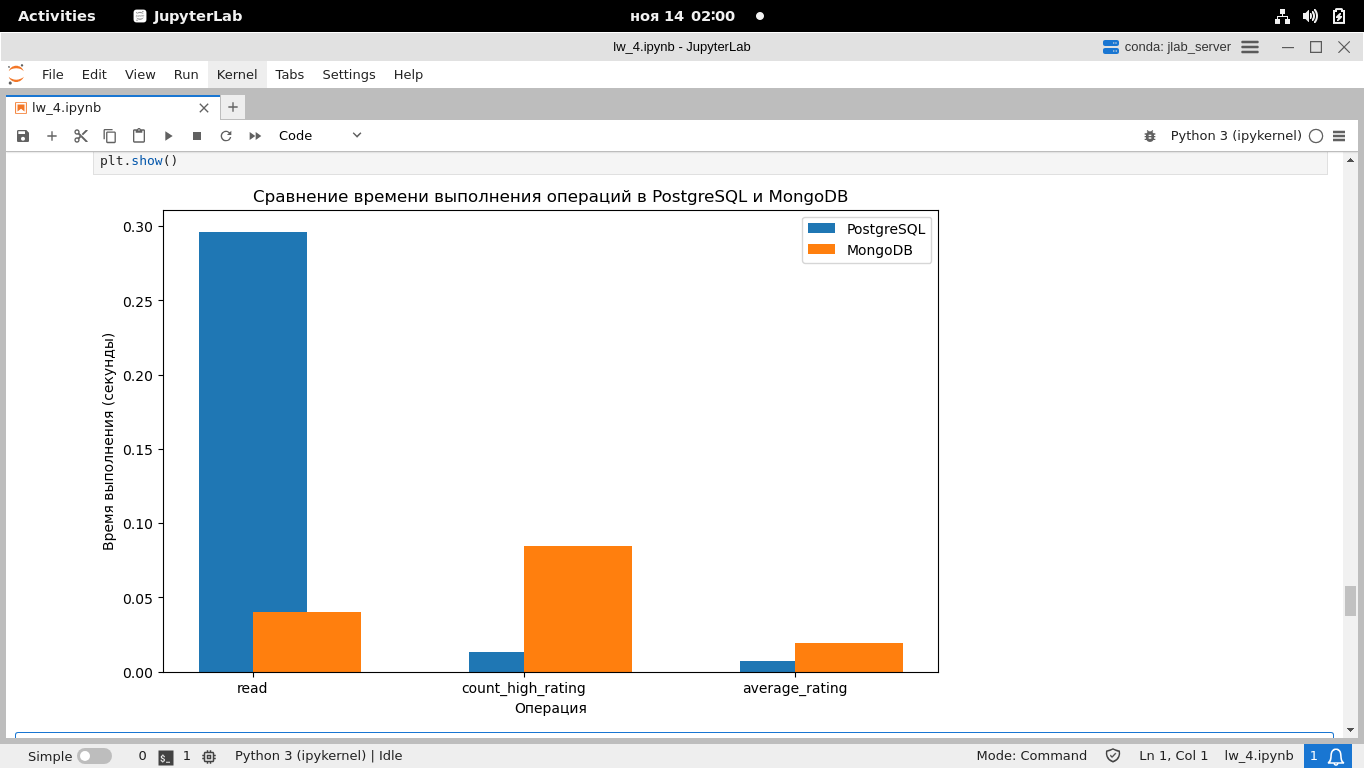 Activities JupyterLab ноя 14 02:00
lw_4.ipynb - JupyterLab conda: jlab_server
File Edit View Run Kernel Tabs Settings Help
lw_4.ipynb
Code Python 3 (ipykernel)
plt.show()
Сравнение времени выполнения операций в PostgreSQL и MongoDB
PostgreSQL
MongoDB
0.30
0.25
0.20
0.15
0.10
0.05
0.00
Время выполнения (секунды)
read count_high_rating average_rating
Операция
Simple 0 1 Python 3 (ipykernel) | Idle Mode: Command Ln 1, Col 1 lw_4.ipynb 1